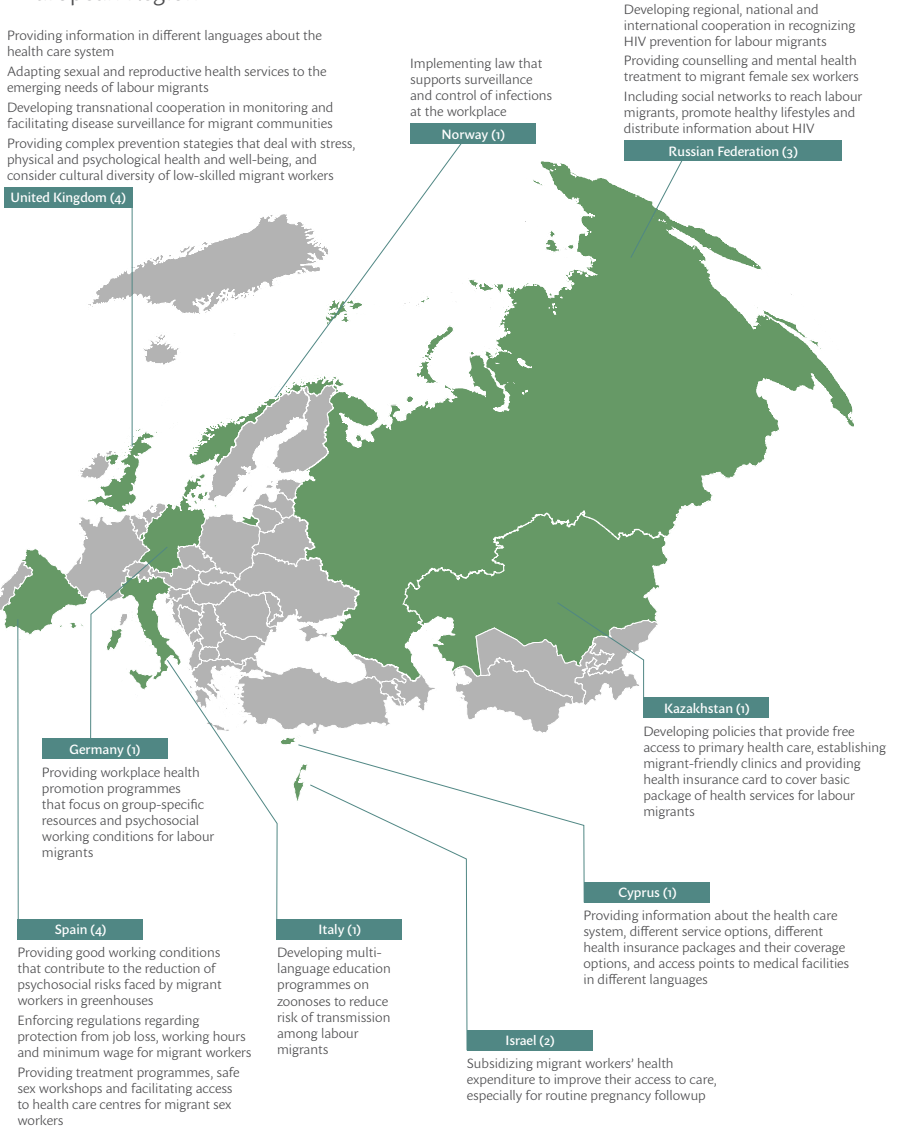 Providing information in different languages about the
health care system
Adapting sexual and reproductive health services to the
emerging needs of labour migrants
Developing transnational cooperation in monitoring and
facilitating disease surveillance for migrant communities
Providing complex prevention stategies that deal with stress,
physical and psychological health and well-being, and
consider cultural diversity of low-skilled migrant workers
United Kingdom (4)
Implementing law that
supports surveillance
and control of infections
at the workplace
Norway (1)
Developing regional, national and
international cooperation in recognizing
HIV prevention for labour migrants
Providing counselling and mental health
treatment to migrant female sex workers
Including social networks to reach labour
migrants, promote healthy lifestyles and
distribute information about HIV
Russian Federation (3)
Kazakhstan (1)
Developing policies that provide free
access to primary health care, establishing
migrant-friendly clinics and providing
health insurance card to cover basic
package of health services for labour
migrants
Germany (1)
Providing workplace health
promotion programmes
that focus on group-specific
resources and psychosocial
working conditions for labour
migrants
Cyprus (1)
Providing information about the health care
system, different service options, different
health insurance packages and their coverage
options, and access points to medical facilities
in different languages
Spain (4)
Providing good working conditions
that contribute to the reduction of
psychosocial risks faced by migrant
workers in greenhouses
Enforcing regulations regarding
protection from job loss, working hours
and minimum wage for migrant workers
Providing treatment programmes, safe
sex workshops and facilitating access
to health care centres for migrant sex
workers
Italy (1)
Developing multi-
language education
programmes on
zoonoses to reduce
risk of transmission
among labour
migrants
Israel (2)
Subsidizing migrant workers' health
expenditure to improve their access to care,
especially for routine pregnancy followup